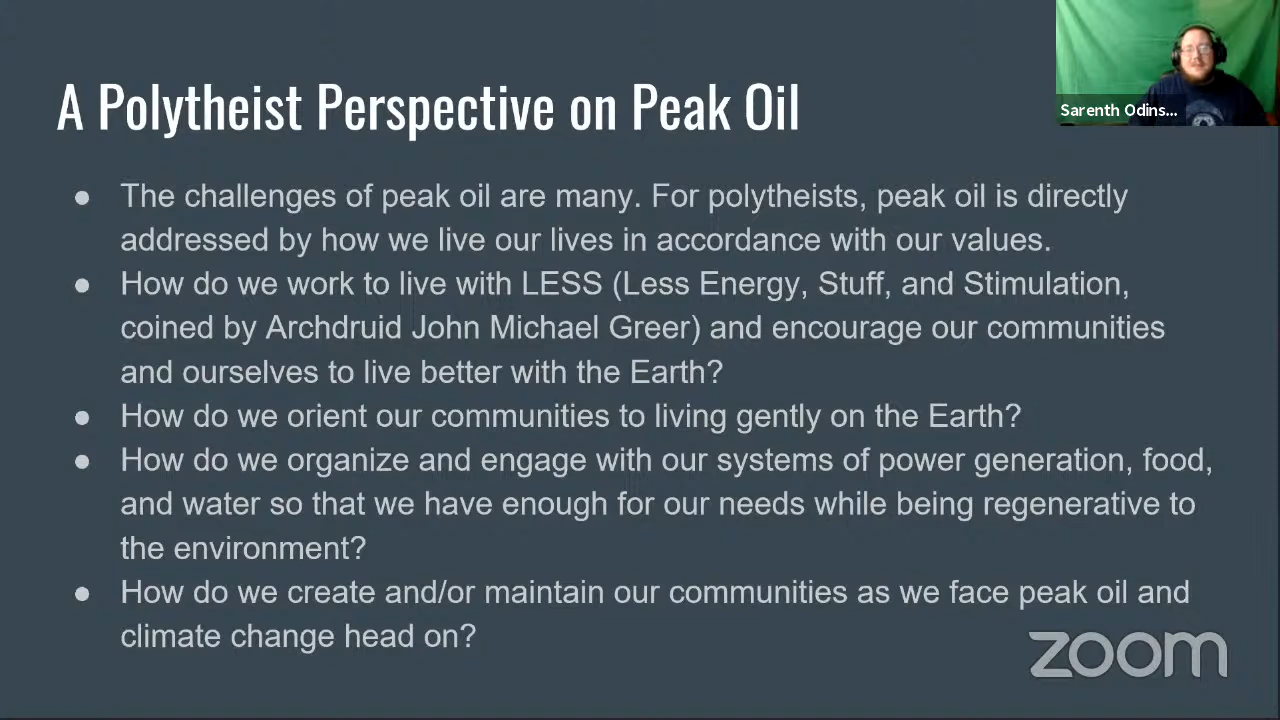 A Polytheist Perspective on Peak Oil
Sarenth Odins...
● The challenges of peak oil are many. For polytheists, peak oil is directly
addressed by how we live our lives in accordance with our values.
● How do we work to live with LESS (Less Energy, Stuff, and Stimulation,
coined by Archdruid John Michael Greer) and encourage our communities
and ourselves to live better with the Earth?
● How do we orient our communities to living gently on the Earth?
● How do we organize and engage with our systems of power generation, food,
and water so that we have enough for our needs while being regenerative to
the environment?
● How do we create and/or maintain our communities as we face peak oil and
climate change head on?
zoom